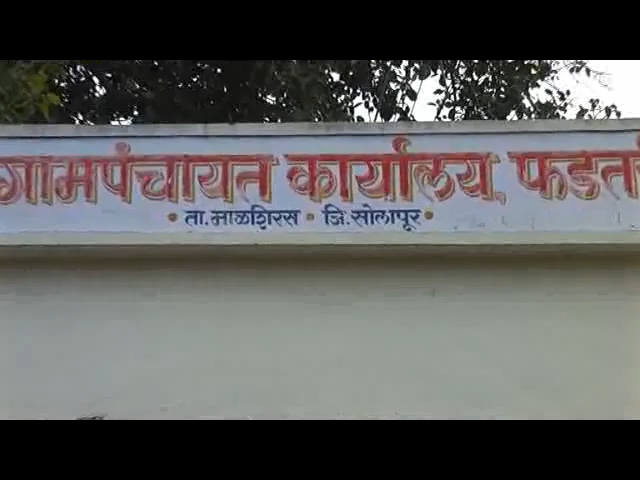 ग्रामपंचायत कार्यालय, फडत
ता. माळशिरस • जि. सोलापूर